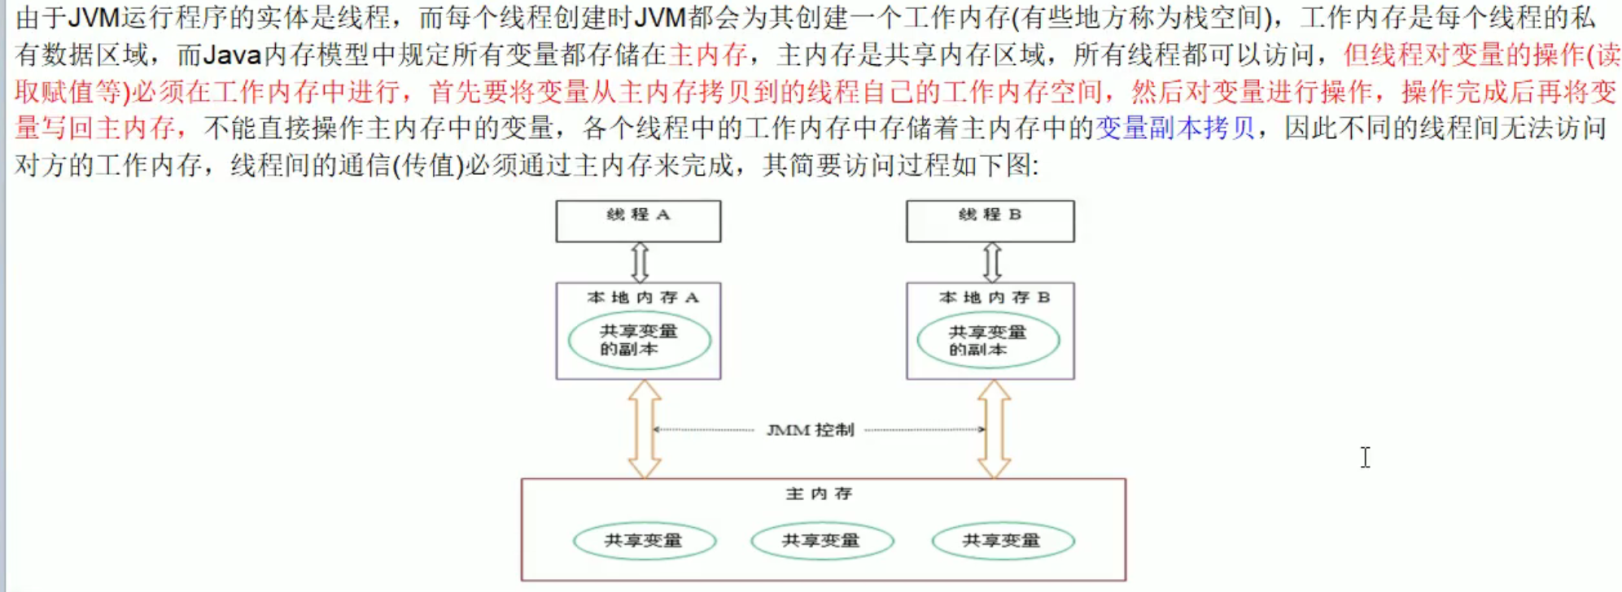 由于JVM运行程序的实体是线程，而每个线程创建时JVM都会为其创建一个工作内存(有些地方称为栈空间)，工作内存是每个线程的私
有数据区域，而Java内存模型中规定所有变量都存储在主内存，主内存是共享内存区域，所有线程都可以访问，但线程对变量的操作(读
取赋值等)必须在工作内存中进行，首先要将变量从主内存拷贝到的线程自己的工作内存空间，然后对变量进行操作，操作完成后再将变
量写回主内存，不能直接操作主内存中的变量，各个线程中的工作内存中存储着主内存中的变量副本拷贝，因此不同的线程间无法访问
对方的工作内存，线程间的通信(传值)必须通过主内存来完成，其简要访问过程如下图:
线程 A
线程 B
本地内存 A
本地内存 B
共享变量
的副本
共享变量
的副本
JMM 控制
主内存
共享变量
共享变量
共享变量